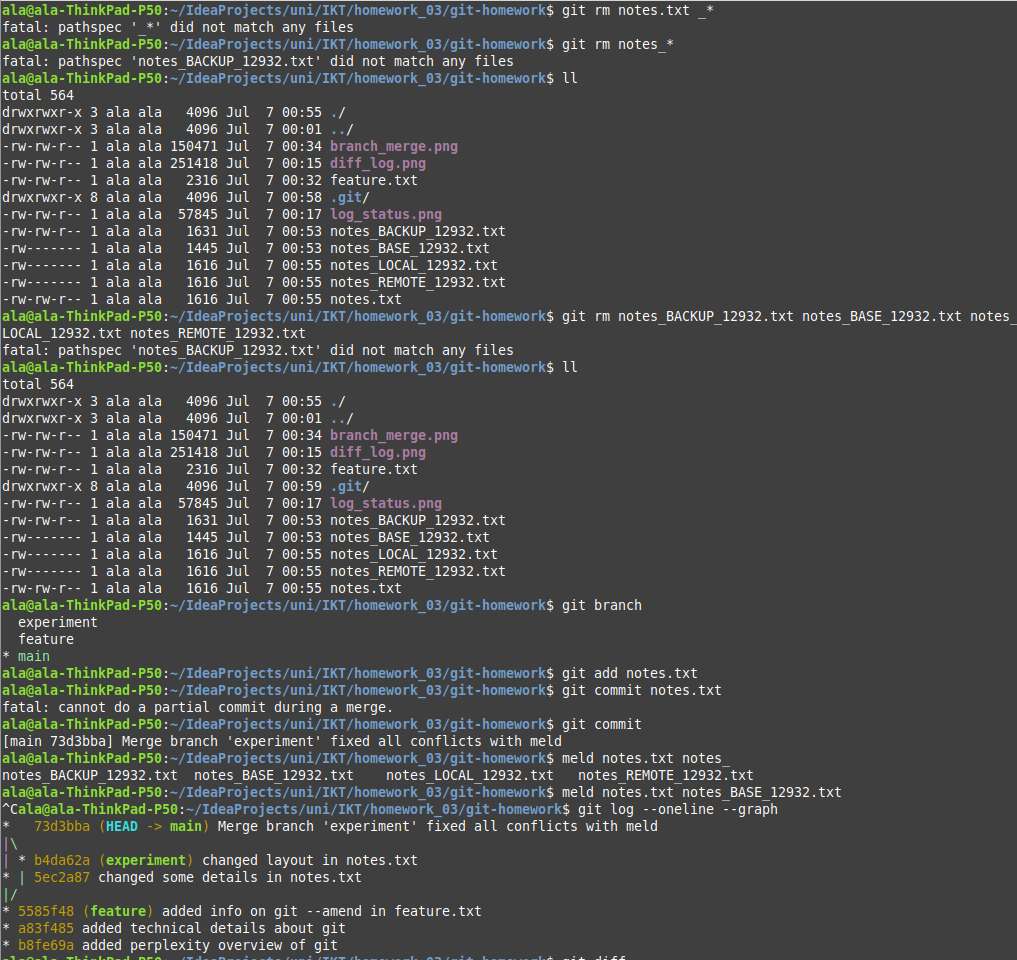 ala@ala-ThinkPad-P50:~/IdeaProjects/uni/IKT/homework_03/git-homework$ git rm notes.txt _*
fatal: pathspec '_*' did not match any files
ala@ala-ThinkPad-P50:~/IdeaProjects/uni/IKT/homework_03/git-homework$ git rm notes_*
fatal: pathspec 'notes_BACKUP_12932.txt' did not match any files
ala@ala-ThinkPad-P50:~/IdeaProjects/uni/IKT/homework_03/git-homework$ ll
total 564
drwxrwxr-x 3 ala ala   4096 Jul  7 00:55 ./
drwxrwxr-x 3 ala ala   4096 Jul  7 00:01 ../
-rw-rw-r-- 1 ala ala 150471 Jul  7 00:34 branch_merge.png
-rw-rw-r-- 1 ala ala 251418 Jul  7 00:15 diff_log.png
-rw-rw-r-- 1 ala ala   2316 Jul  7 00:32 feature.txt
drwxrwxr-x 8 ala ala   4096 Jul  7 00:58 .git/
-rw-rw-r-- 1 ala ala  57845 Jul  7 00:17 log_status.png
-rw-rw-r-- 1 ala ala   1631 Jul  7 00:53 notes_BACKUP_12932.txt
-rw------- 1 ala ala   1445 Jul  7 00:53 notes_BASE_12932.txt
-rw------- 1 ala ala   1616 Jul  7 00:55 notes_LOCAL_12932.txt
-rw------- 1 ala ala   1616 Jul  7 00:55 notes_REMOTE_12932.txt
-rw-rw-r-- 1 ala ala   1616 Jul  7 00:55 notes.txt
ala@ala-ThinkPad-P50:~/IdeaProjects/uni/IKT/homework_03/git-homework$ git rm notes_BACKUP_12932.txt notes_BASE_12932.txt notes_
LOCAL_12932.txt notes_REMOTE_12932.txt
fatal: pathspec 'notes_BACKUP_12932.txt' did not match any files
ala@ala-ThinkPad-P50:~/IdeaProjects/uni/IKT/homework_03/git-homework$ ll
total 564
drwxrwxr-x 3 ala ala   4096 Jul  7 00:55 ./
drwxrwxr-x 3 ala ala   4096 Jul  7 00:01 ../
-rw-rw-r-- 1 ala ala 150471 Jul  7 00:34 branch_merge.png
-rw-rw-r-- 1 ala ala 251418 Jul  7 00:15 diff_log.png
-rw-rw-r-- 1 ala ala   2316 Jul  7 00:32 feature.txt
drwxrwxr-x 8 ala ala   4096 Jul  7 00:59 .git/
-rw-rw-r-- 1 ala ala  57845 Jul  7 00:17 log_status.png
-rw-rw-r-- 1 ala ala   1631 Jul  7 00:53 notes_BACKUP_12932.txt
-rw------- 1 ala ala   1445 Jul  7 00:53 notes_BASE_12932.txt
-rw------- 1 ala ala   1616 Jul  7 00:55 notes_LOCAL_12932.txt
-rw------- 1 ala ala   1616 Jul  7 00:55 notes_REMOTE_12932.txt
-rw-rw-r-- 1 ala ala   1616 Jul  7 00:55 notes.txt
ala@ala-ThinkPad-P50:~/IdeaProjects/uni/IKT/homework_03/git-homework$ git branch
  experiment
  feature
* main
ala@ala-ThinkPad-P50:~/IdeaProjects/uni/IKT/homework_03/git-homework$ git add notes.txt
ala@ala-ThinkPad-P50:~/IdeaProjects/uni/IKT/homework_03/git-homework$ git commit notes.txt
fatal: cannot do a partial commit during a merge.
ala@ala-ThinkPad-P50:~/IdeaProjects/uni/IKT/homework_03/git-homework$ git commit
[main 73d3bba] Merge branch 'experiment' fixed all conflicts with meld
ala@ala-ThinkPad-P50:~/IdeaProjects/uni/IKT/homework_03/git-homework$ meld notes.txt notes_
notes_BACKUP_12932.txt  notes_BASE_12932.txt    notes_LOCAL_12932.txt   notes_REMOTE_12932.txt
ala@ala-ThinkPad-P50:~/IdeaProjects/uni/IKT/homework_03/git-homework$ meld notes.txt notes_BASE_12932.txt
^Cala@ala-ThinkPad-P50:~/IdeaProjects/uni/IKT/homework_03/git-homework$ git log --oneline --graph
*   73d3bba (HEAD -> main) Merge branch 'experiment' fixed all conflicts with meld
|\
| * b4da62a (experiment) changed layout in notes.txt
* | 5ec2a87 changed some details in notes.txt
|/
* 5585f48 (feature) added info on git --amend in feature.txt
* a83f485 added technical details about git
* b8fe69a added perplexity overview of git
ala@ala-ThinkPad-P50:~/IdeaProjects/uni/IKT/homework_03/git-homework$ git diff